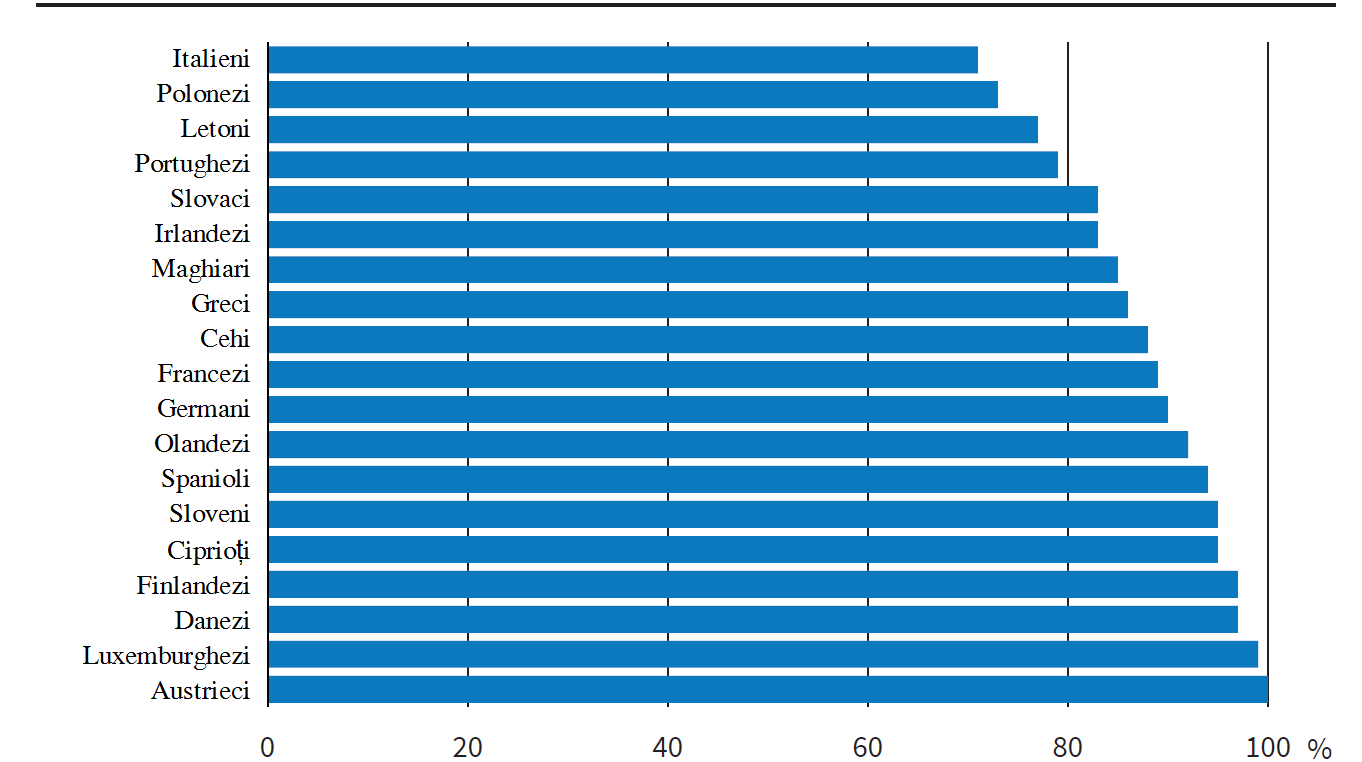 Italieni
Polonezi
Letoni
Portughezi
Slovaci
Irlandezi
Maghiari
Greci
Cehi
Francezi
Germani
Olandezi
Spanioli
Sloveni
Ciprioți
Finlandezi
Danezi
Luxemburghezi
Austrieci
0 20 40 60 80 100 %